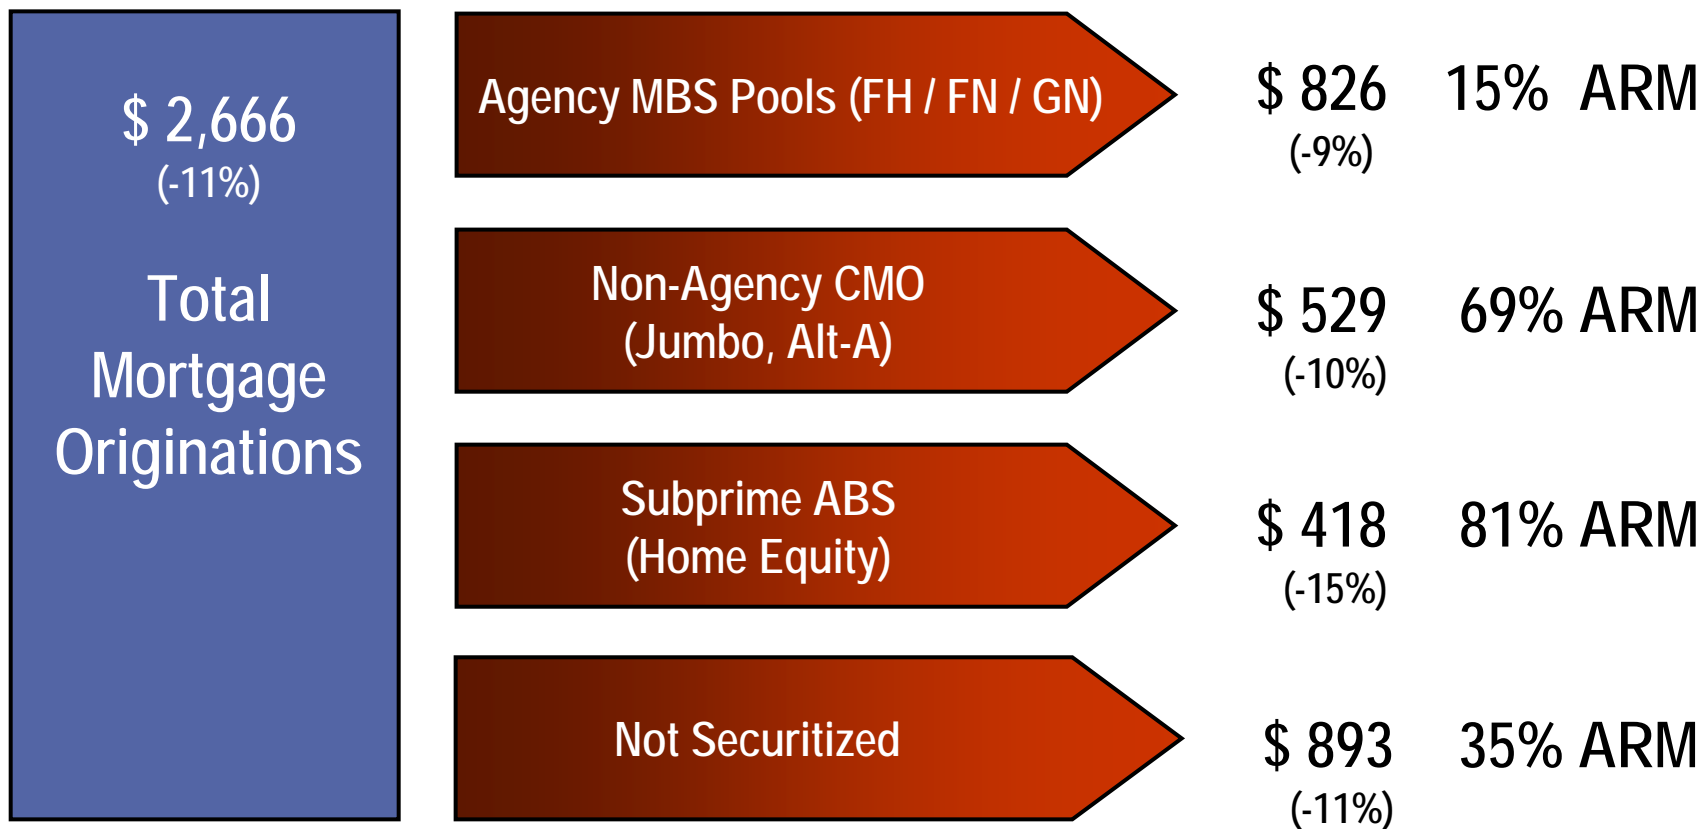 $ 2,666
(-11%)
Total
Mortgage
Originations
Agency MBS Pools (FH / FN / GN)
$ 826 15% ARM
(-9%)
Non-Agency CMO
(Jumbo, Alt-A)
$ 529 69% ARM
(-10%)
Subprime ABS
(Home Equity)
$ 418 81% ARM
(-15%)
Not Securitized
$ 893 35% ARM
(-11%)